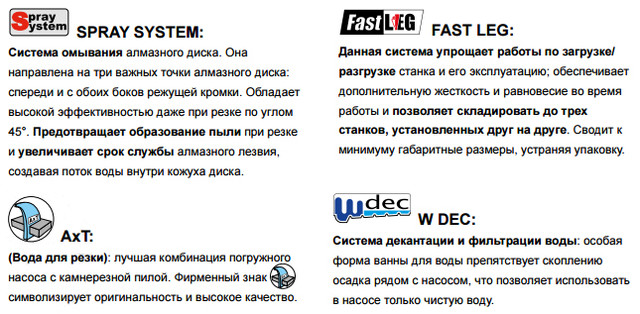 Spray System
SPRAY SYSTEM:
Система омывания алмазного диска. Она
направлена на три важных точки алмазного диска:
спереди и с обоих боков режущей кромки. Обладает
высокой эффективностью даже при резке по углом
45°. Предотвращает образование пыли при резке
и увеличивает срок службы алмазного лезвия,
создавая поток воды внутри кожуха диска.
AxT:
(Вода для резки): лучшая комбинация погружного
насоса с камнерезной пилой. Фирменный знак
символизирует оригинальность и высокое качество.
Fast LEG
FAST LEG:
Данная система упрощает работы по загрузке/
разгрузке станка и его эксплуатацию; обеспечивает
дополнительную жесткость и равновесие во время
работы и позволяет складировать до трех
станков, установленных друг на друге. Сводит к
минимуму габаритные размеры, устраняя упаковку.
W dec
W DEC:
Система декантации и фильтрации воды: особая
форма ванны для воды препятствует скоплению
осадка рядом с насосом, что позволяет использовать
в насосе только чистую воду.